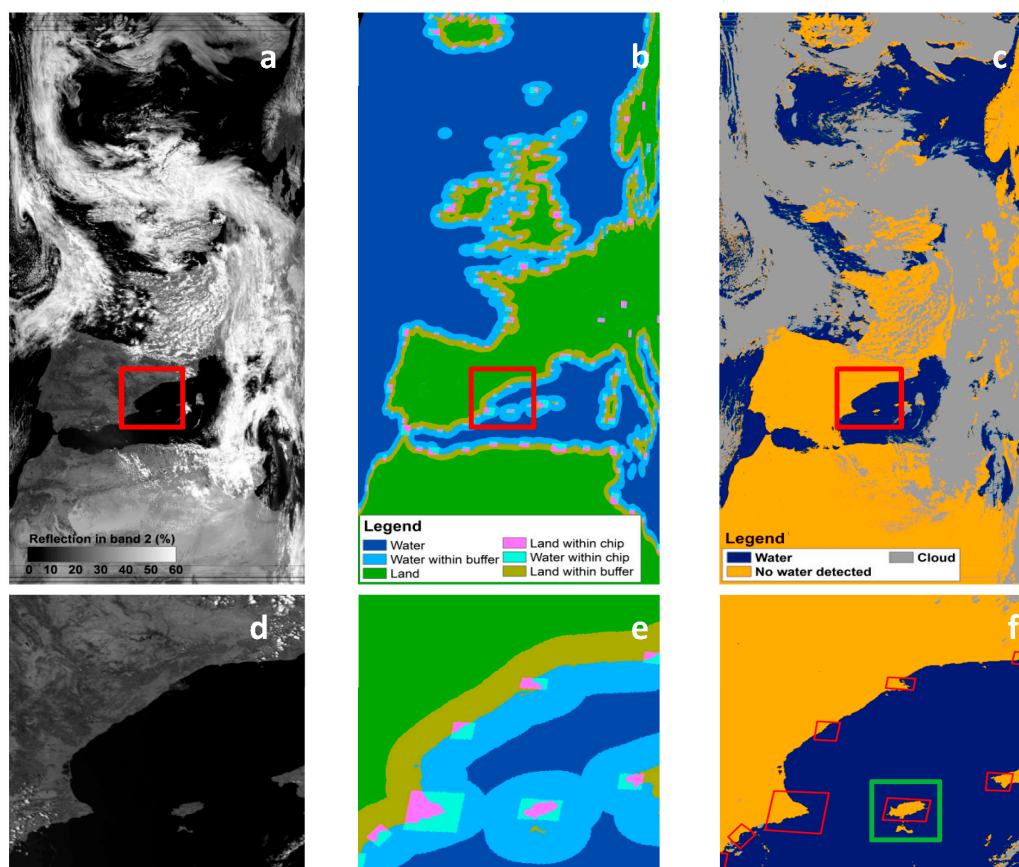 a
b
c
Reflection in band 2 (%)
0 10 20 30 40 50 60
Legend
Water
Water within buffer
Land
Land within chip
Water within chip
Land within buffer
Legend
Water
No water detected
Cloud
d
e
f